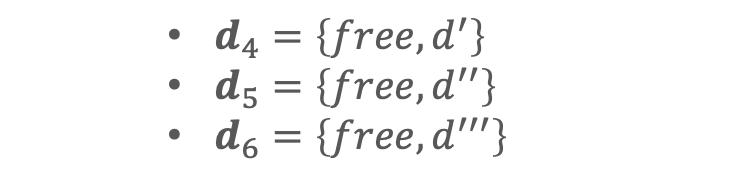 • d₄ = {free, d′}
• d₅ = {free, d′′}
• d₆ = {free, d′′′}